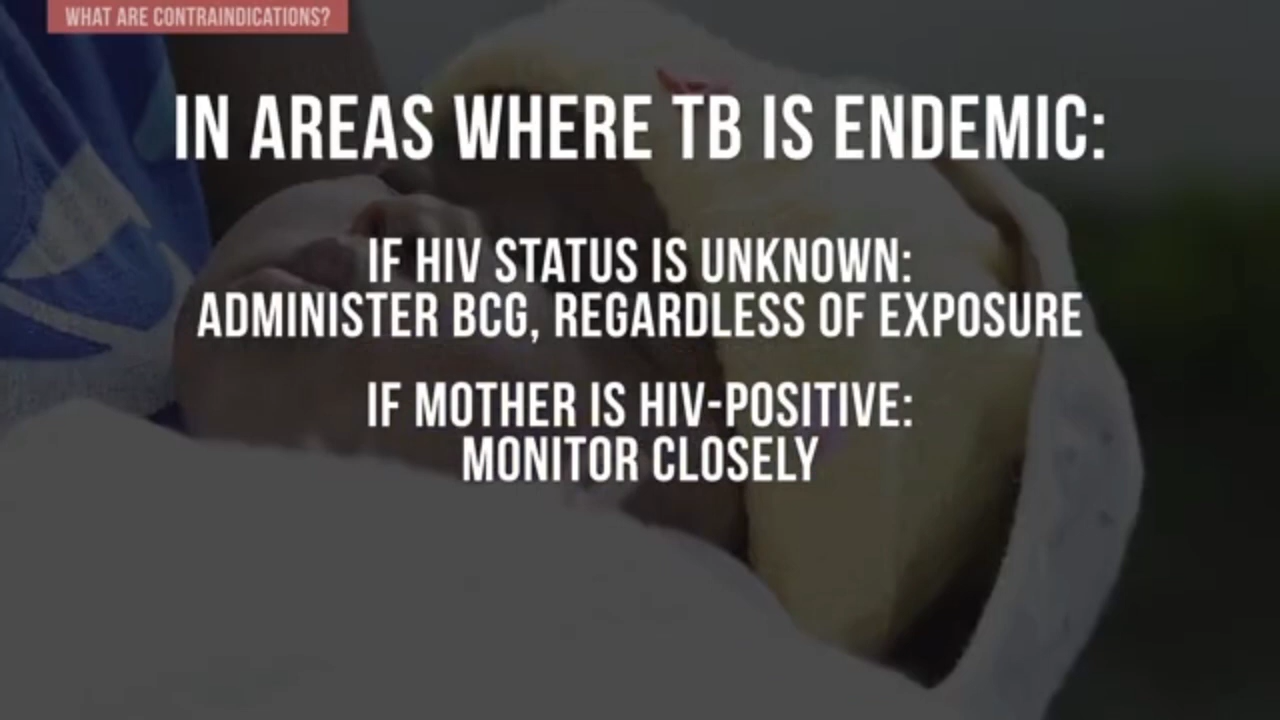 WHAT ARE CONTRAINDICATIONS?
IN AREAS WHERE TB IS ENDEMIC:
IF HIV STATUS IS UNKNOWN:
ADMINISTER BCG, REGARDLESS OF EXPOSURE
IF MOTHER IS HIV-POSITIVE:
MONITOR CLOSELY